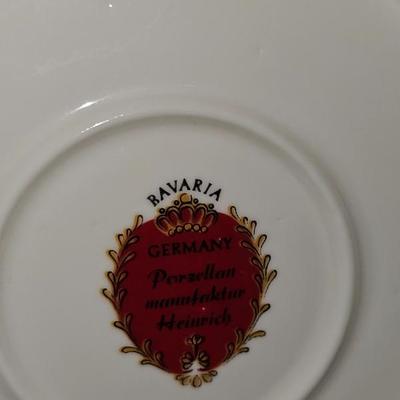 BAVARIA
GERMANY
Porzellan
manufaktur
Heinrich